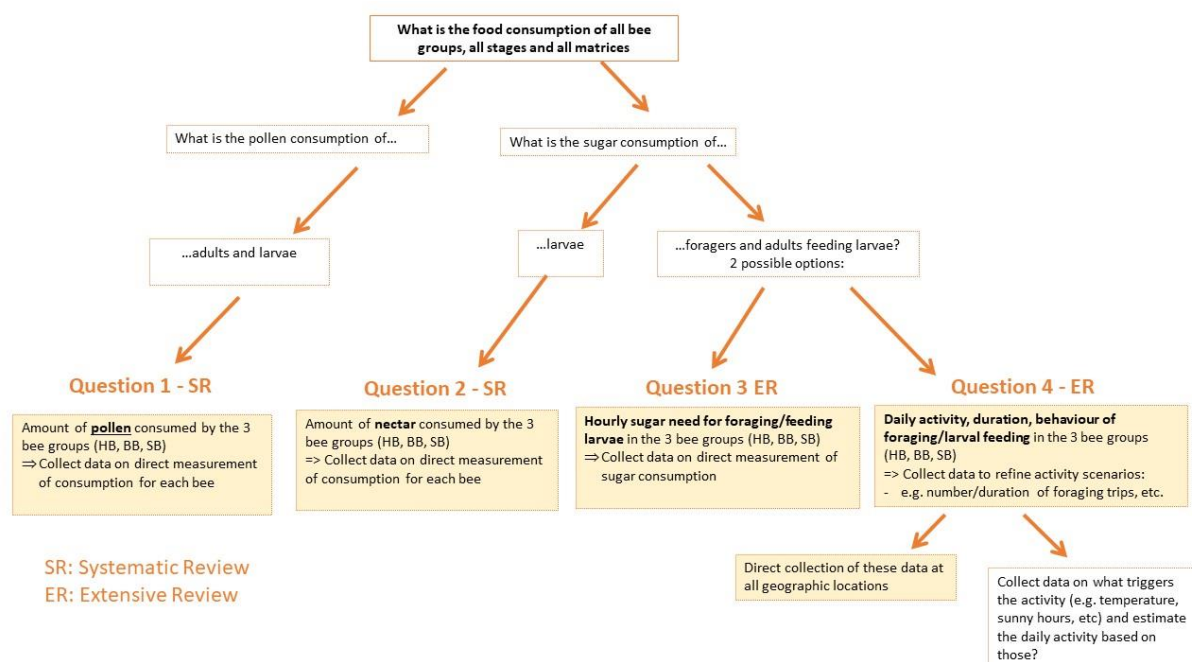 What is the food consumption of all bee
groups, all stages and all matrices
What is the pollen consumption of...
What is the sugar consumption of...
...adults and larvae
...larvae
...foragers and adults feeding larvae?
2 possible options:
Question 1 - SR
Amount of pollen consumed by the 3
bee groups (HB, BB, SB)
⇒ Collect data on direct measurement
of consumption for each bee
Question 2 - SR
Amount of nectar consumed by the 3
bee groups (HB, BB, SB)
=> Collect data on direct measurement
of consumption for each bee
Question 3 ER
Hourly sugar need for foraging/feeding
larvae in the 3 bee groups (HB, BB, SB)
⇒ Collect data on direct measurement of
sugar consumption
Question 4 - ER
Daily activity, duration, behaviour of
foraging/larval feeding in the 3 bee groups
(HB, BB, SB)
=> Collect data to refine activity scenarios:
- e.g. number/duration of foraging trips, etc.
Direct collection of these data at
all geographic locations
Collect data on what triggers
the activity (e.g. temperature,
sunny hours, etc) and estimate
the daily activity based on
those?
SR: Systematic Review
ER: Extensive Review